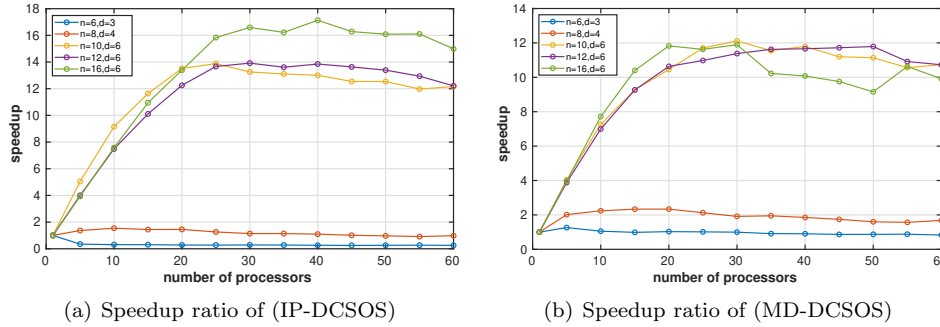 18
16
14
12
10
8
6
4
2
0
speedup
n=6,d=3
n=8,d=4
n=10,d=6
n=12,d=6
n=16,d=6
0 10 20 30 40 50 60
number of processors
(a) Speedup ratio of (IP-DCSOS)
14
12
10
8
6
4
2
0
speedup
n=6,d=3
n=8,d=4
n=10,d=6
n=12,d=6
n=16,d=6
0 10 20 30 40 50 60
number of processors
(b) Speedup ratio of (MD-DCSOS)